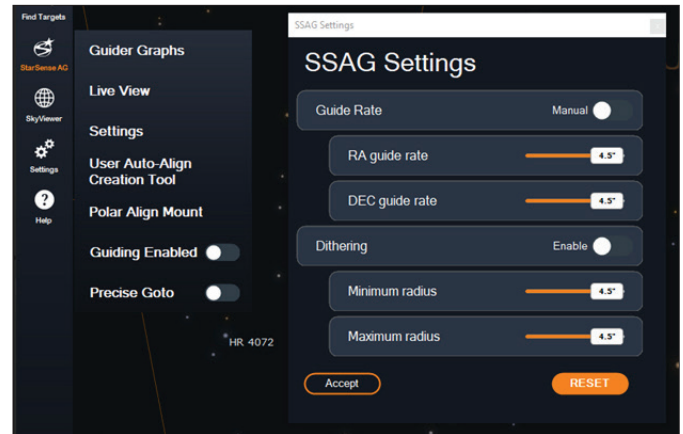 Find Targets
StarSense AG
SkyViewer
Settings
Help
Guider Graphs
Live View
Settings
User Auto-Align
Creation Tool
Polar Align Mount
Guiding Enabled
Precise Goto
HR 4072
SSAG Settings
SSAG Settings
Guide Rate Manual
RA guide rate 4.5"
DEC guide rate 4.5"
Dithering Enable
Minimum radius 4.5"
Maximum radius 4.5"
Accept RESET